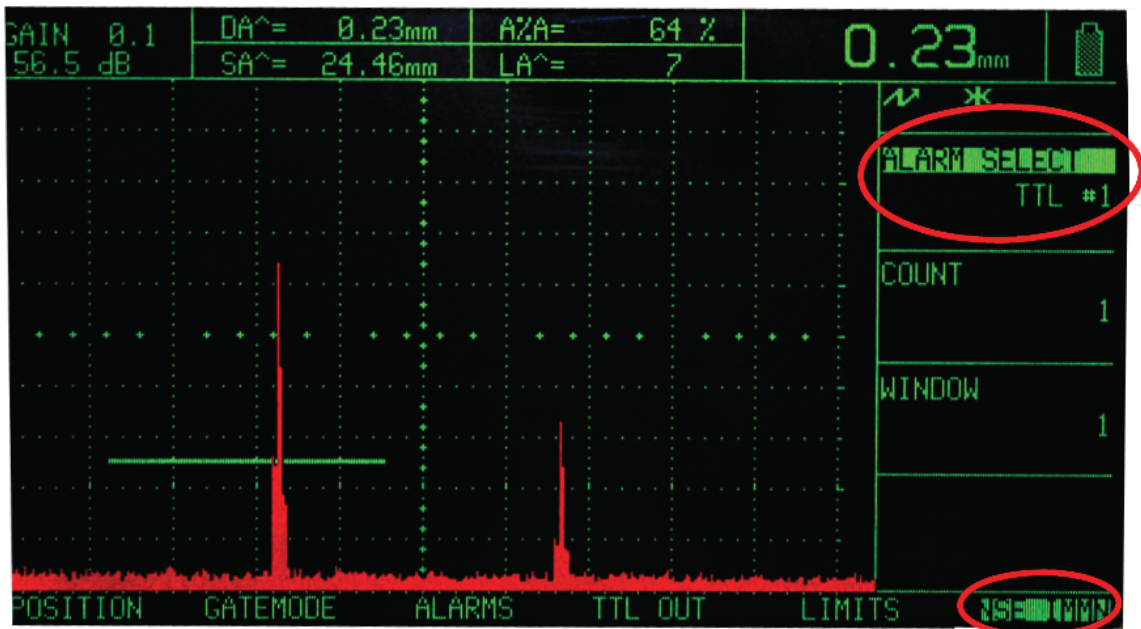 GAIN 0.1
56.5 dB
DA^= 0.23mm
SA^= 24.46mm
A%A= 64 %
LA^= 7
0.23mm
ALARM SELECT
TTL #1
COUNT
1
WINDOW
1
POSITION GATEMODE ALARMS TTL OUT LIMITS